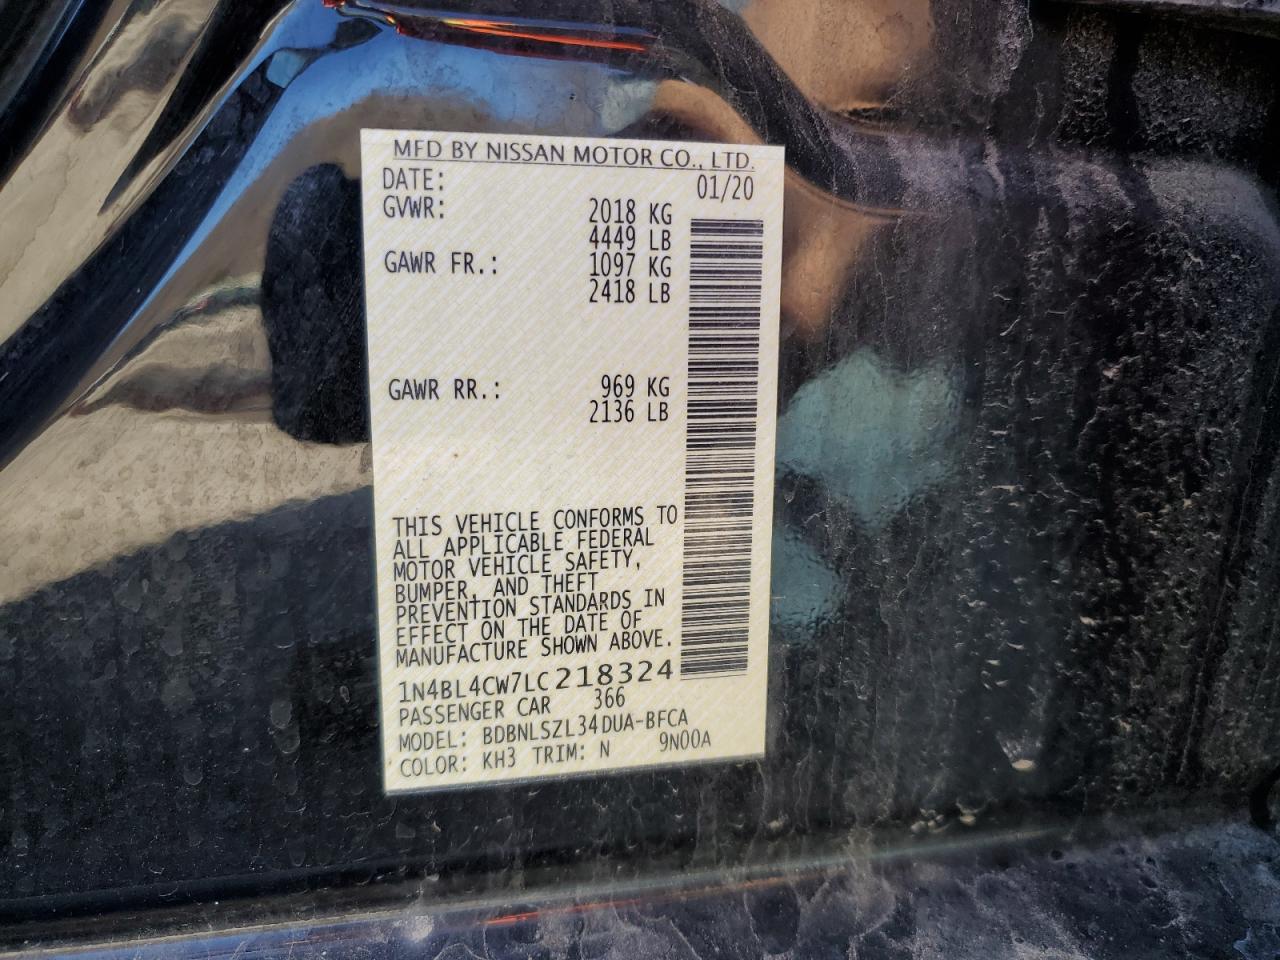 MFD BY NISSAN MOTOR CO., LTD.
DATE: 01/20
GVWR: 2018 KG
4449 LB
GAWR FR.: 1097 KG
2418 LB
GAWR RR.: 969 KG
2136 LB
THIS VEHICLE CONFORMS TO
ALL APPLICABLE FEDERAL
MOTOR VEHICLE SAFETY,
BUMPER, AND THEFT
PREVENTION STANDARDS IN
EFFECT ON THE DATE OF
MANUFACTURE SHOWN ABOVE.
1N4BL4CW7LC218324
PASSENGER CAR 366
MODEL: BDBNLSZL34DUA-BFCA
COLOR: KH3 TRIM: N 9N00A